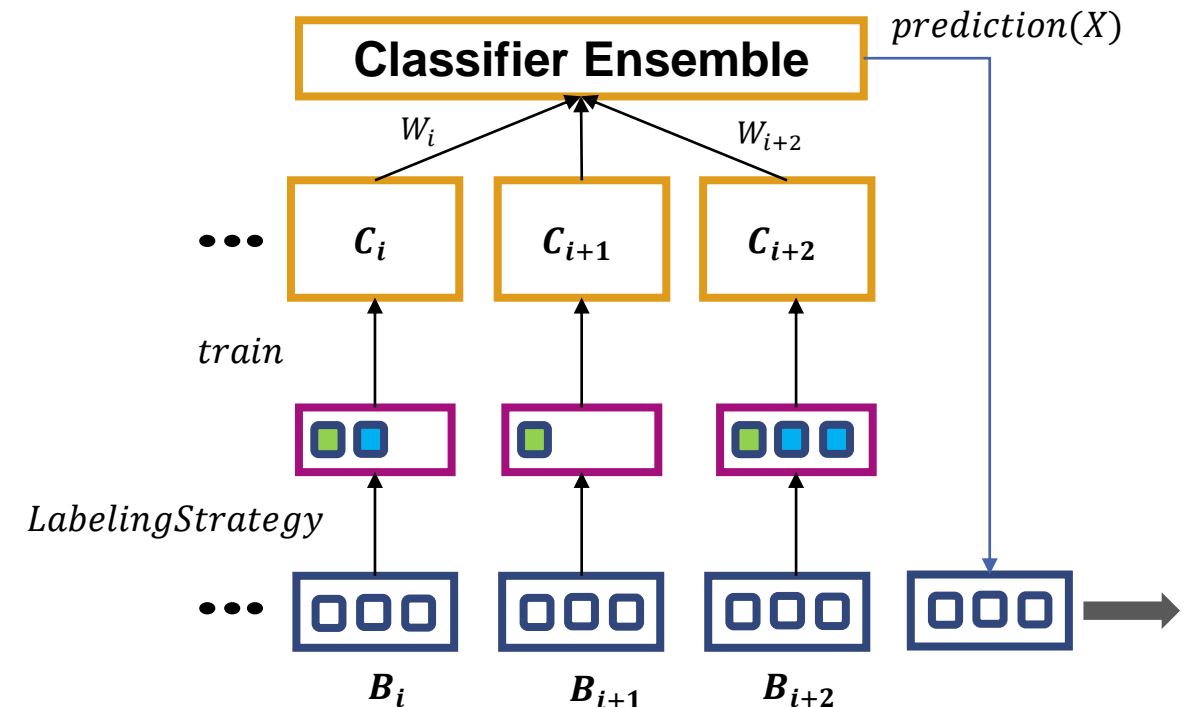 prediction(X)
Classifier Ensemble
W_i
W_{i+2}
... C_i C_{i+1} C_{i+2}
train
LabelingStrategy
...
B_i B_{i+1} B_{i+2}